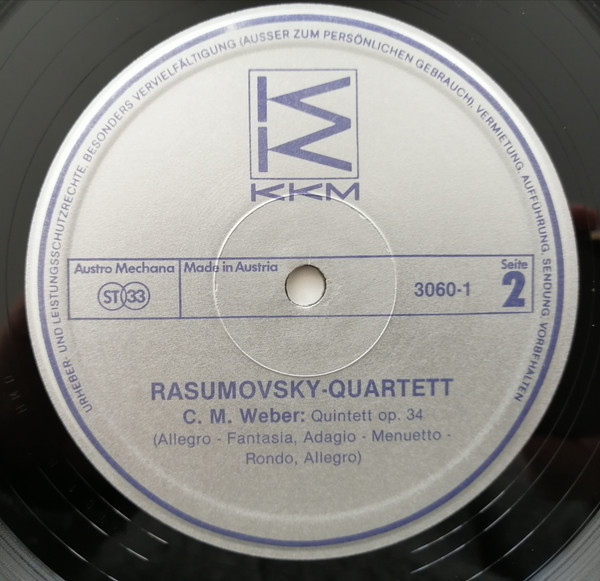 URHEBER- UND LEISTUNGSSCHUTZRECHTE, BESONDERS VERVIELFÄLTIGUNG (AUSSER ZUM PERSÖNLICHEN GEBRAUCH), VERMIETUNG, AUFFÜHRUNG, SENDUNG, VORBEHALTEN
KKM
Austro Mechana
ST 33
Made in Austria
3060-1
Seite
2
RASUMOVSKY-QUARTETT
C. M. Weber: Quintett op. 34
(Allegro - Fantasia, Adagio - Menuetto -
Rondo, Allegro)